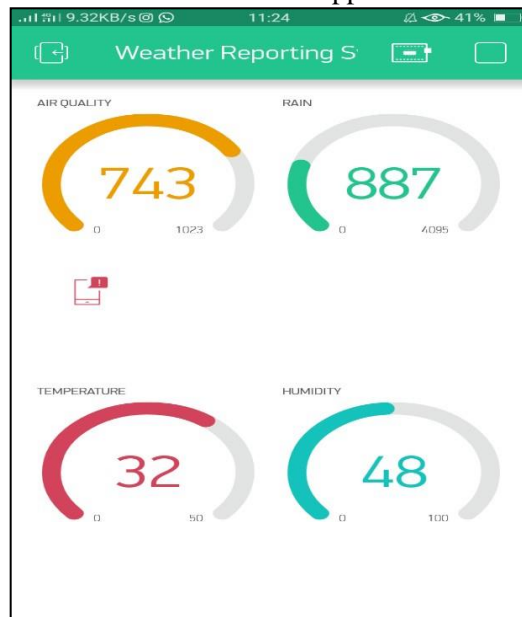 9.32KB/s 11:24 41%
Weather Reporting S
AIR QUALITY RAIN
743 887
0 1023 0 4095
TEMPERATURE HUMIDITY
32 48
0 50 0 100